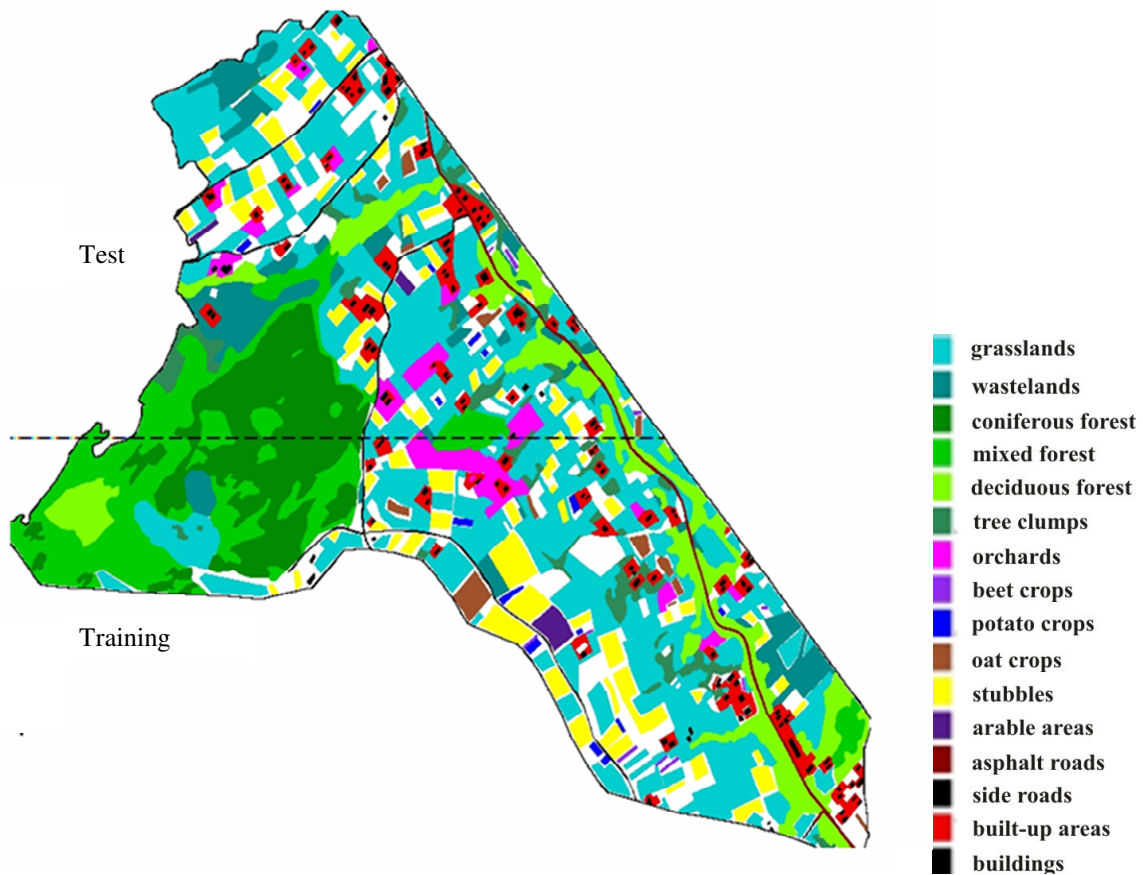 Test
Training
grasslands
wastelands
coniferous forest
mixed forest
deciduous forest
tree clumps
orchards
beet crops
potato crops
oat crops
stubbles
arable areas
asphalt roads
side roads
built-up areas
buildings